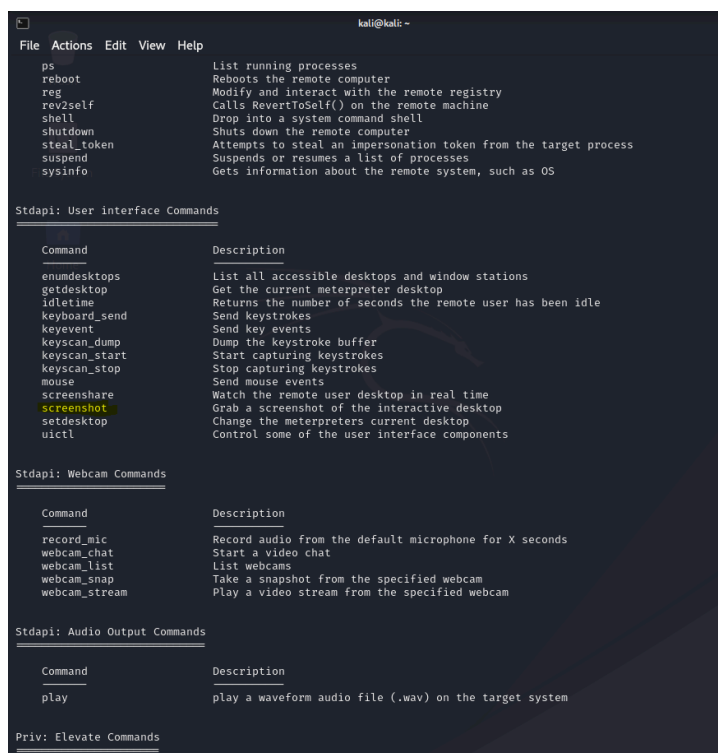 kali@kali: ~
File Actions Edit View Help
ps List running processes
reboot Reboots the remote computer
reg Modify and interact with the remote registry
rev2self Calls RevertToSelf() on the remote machine
shell Drop into a system command shell
shutdown Shuts down the remote computer
steal_token Attempts to steal an impersonation token from the target process
suspend Suspends or resumes a list of processes
sysinfo Gets information about the remote system, such as OS
Stdapi: User interface Commands
Command Description
enumdesktops List all accessible desktops and window stations
getdesktop Get the current meterpreter desktop
idletime Returns the number of seconds the remote user has been idle
keyboard_send Send keystrokes
keyevent Send key events
keyscan_dump Dump the keystroke buffer
keyscan_start Start capturing keystrokes
keyscan_stop Stop capturing keystrokes
mouse Send mouse events
screenshare Watch the remote user desktop in real time
screenshot Grab a screenshot of the interactive desktop
setdesktop Change the meterpreters current desktop
uictl Control some of the user interface components
Stdapi: Webcam Commands
Command Description
record_mic Record audio from the default microphone for X seconds
webcam_chat Start a video chat
webcam_list List webcams
webcam_snap Take a snapshot from the specified webcam
webcam_stream Play a video stream from the specified webcam
Stdapi: Audio Output Commands
Command Description
play play a waveform audio file (.wav) on the target system
Priv: Elevate Commands